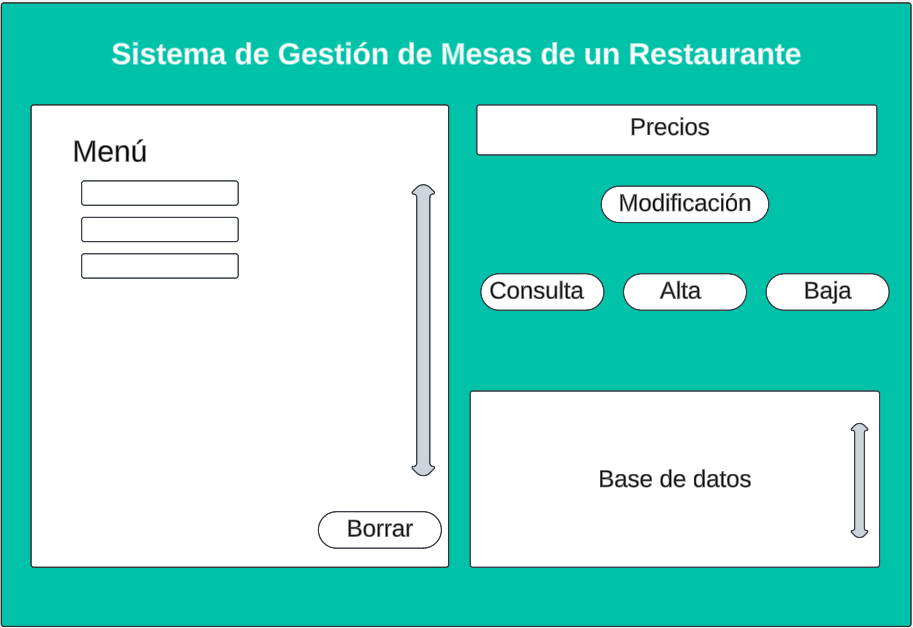 Sistema de Gestión de Mesas de un Restaurante
Menú
Borrar
Precios
Modificación
Consulta
Alta
Baja
Base de datos